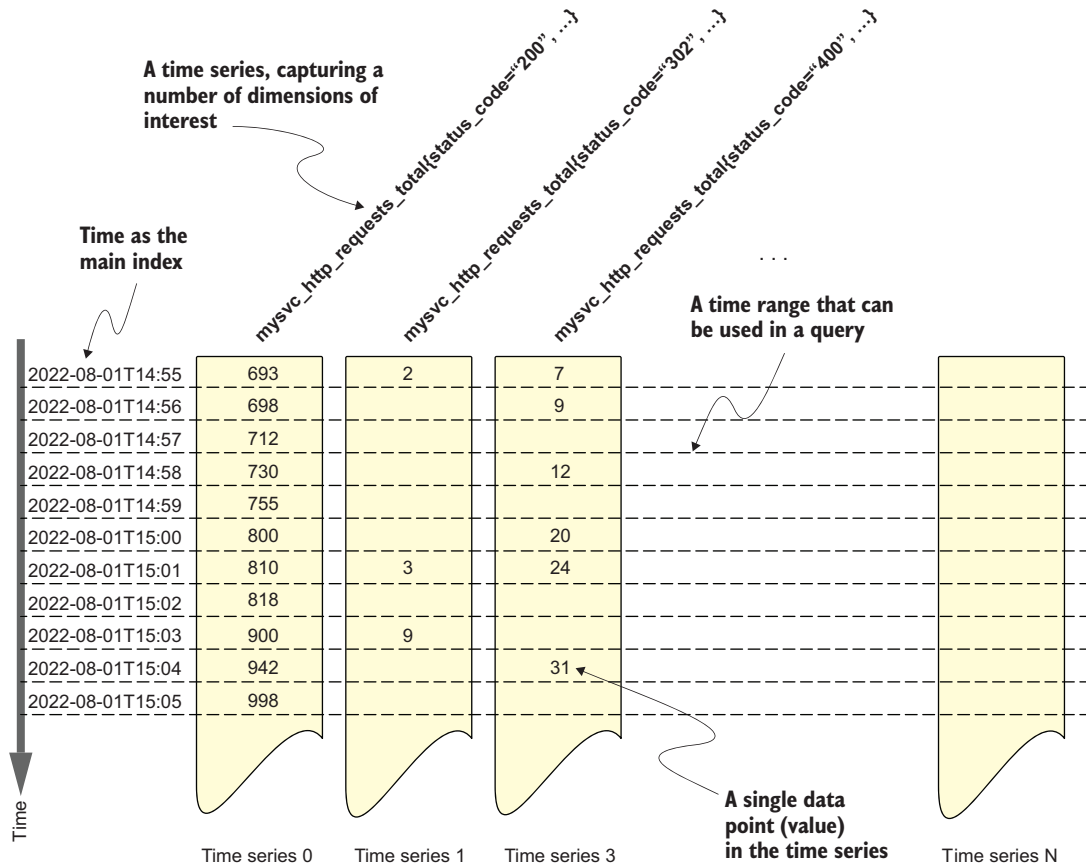 A time series, capturing a
number of dimensions of
interest
mysvc_http_requests_total{status_code=“200”, …}
mysvc_http_requests_total{status_code=“302”, …}
mysvc_http_requests_total{status_code=“400”, …}
Time as the
main index
. . .
A time range that can
be used in a query
2022-08-01T14:55 693 2 7
2022-08-01T14:56 698 9
2022-08-01T14:57 712
2022-08-01T14:58 730 12
2022-08-01T14:59 755
2022-08-01T15:00 800 20
2022-08-01T15:01 810 3 24
2022-08-01T15:02 818
2022-08-01T15:03 900 9
2022-08-01T15:04 942 31
2022-08-01T15:05 998
Time
A single data
point (value)
in the time series
Time series 0 Time series 1 Time series 3 Time series N